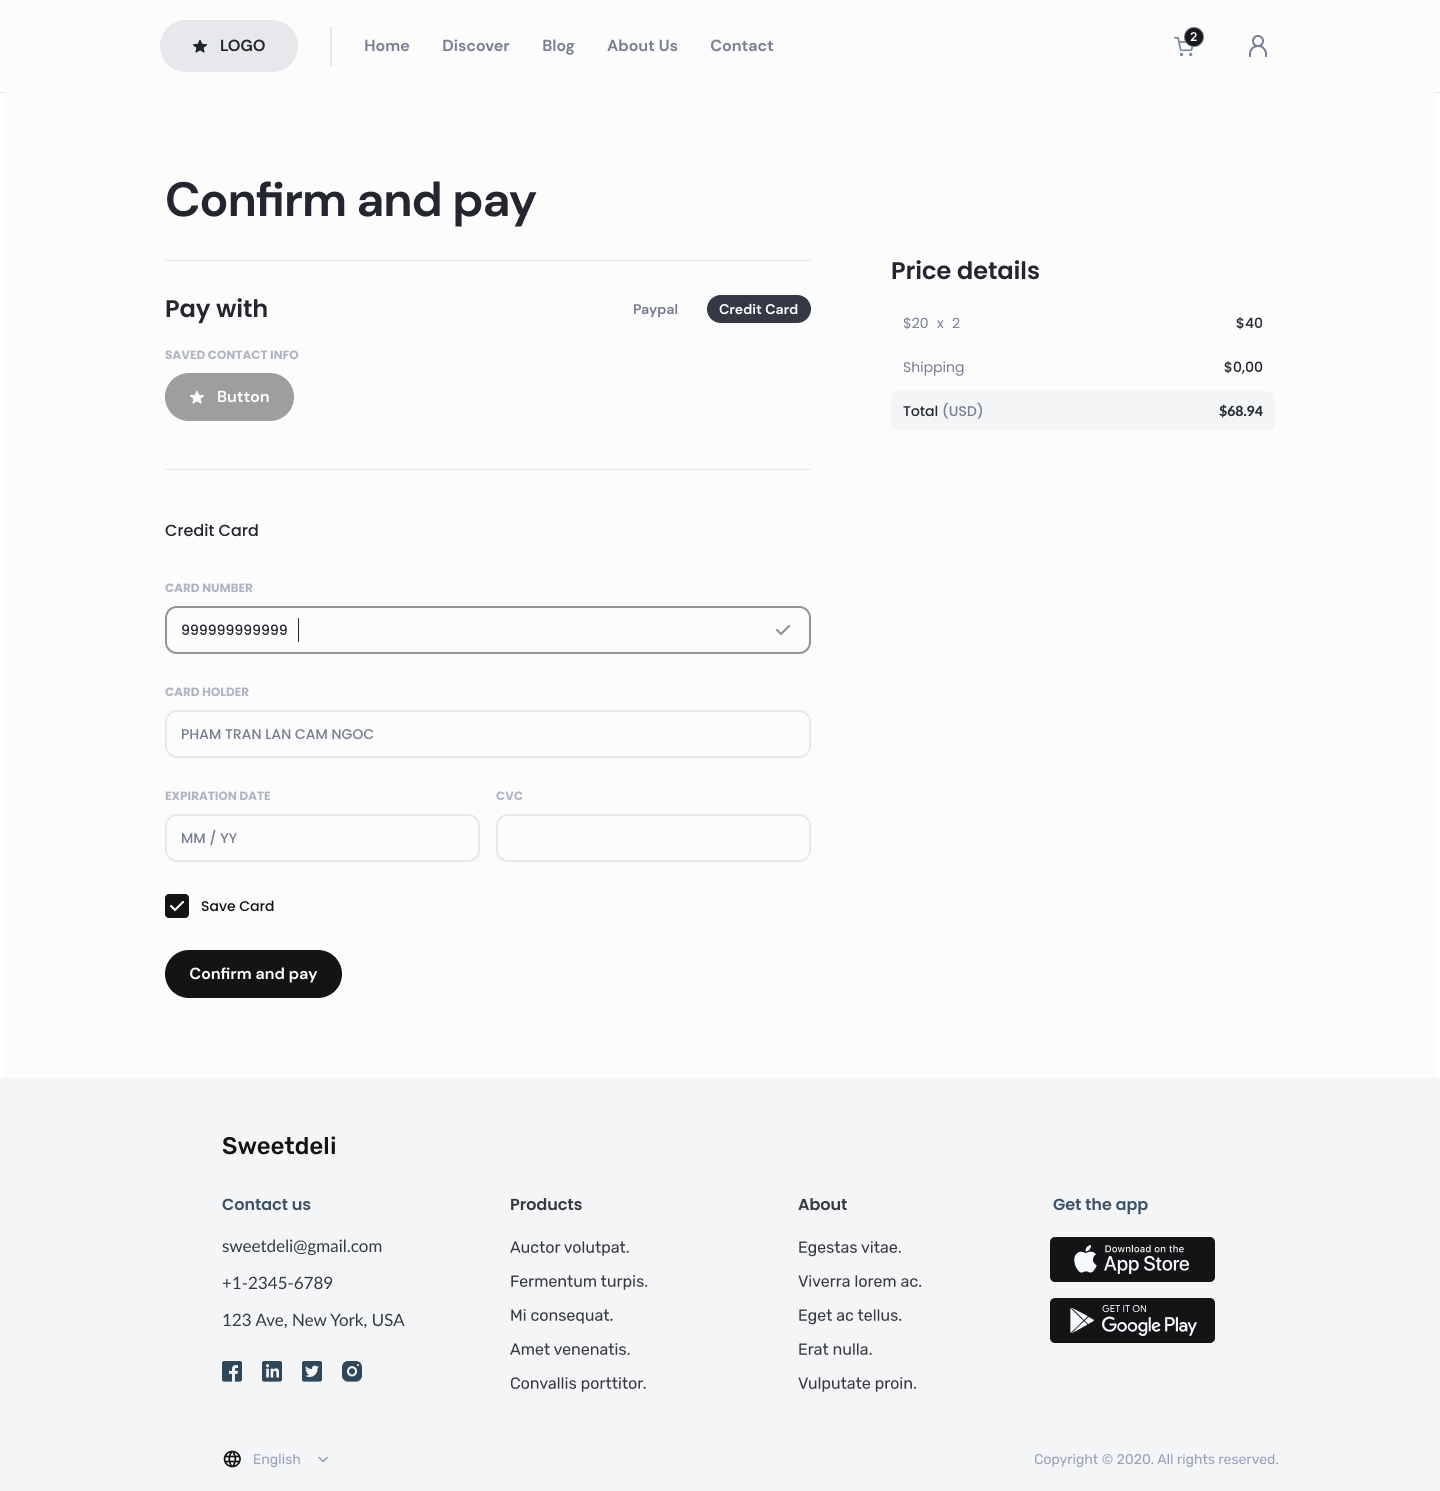 LOGO
Home
Discover
Blog
About Us
Contact
2
Confirm and pay
Pay with
Paypal
Credit Card
SAVED CONTACT INFO
Button
Price details
$20 x 2
$40
Shipping
$0,00
Total (USD)
$68.94
Credit Card
CARD NUMBER
999999999999
CARD HOLDER
PHAM TRAN LAN CAM NGOC
EXPIRATION DATE
CVC
MM / YY
Save Card
Confirm and pay
Sweetdeli
Contact us
sweetdeli@gmail.com
+1-2345-6789
123 Ave, New York, USA
Products
Auctor volutpat.
Fermentum turpis.
Mi consequat.
Amet venenatis.
Convallis porttitor.
About
Egestas vitae.
Viverra lorem ac.
Eget ac tellus.
Erat nulla.
Vulputate proin.
Get the app
Download on the
App Store
GET IT ON
Google Play
English
Copyright © 2020. All rights reserved.